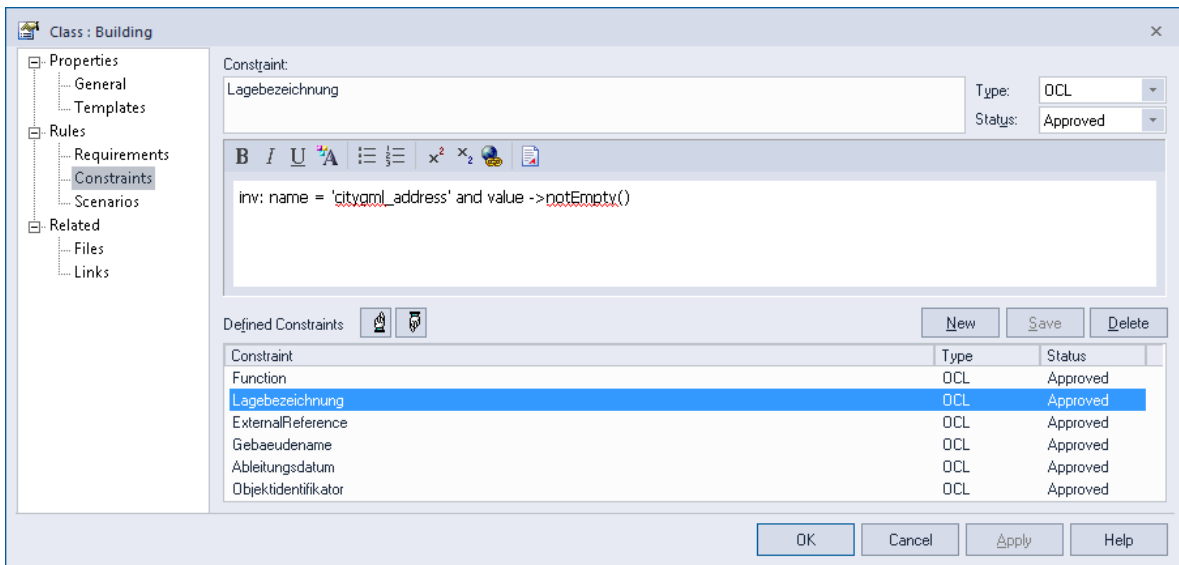 Class : Building
Properties
General
Templates
Rules
Requirements
Constraints
Scenarios
Related
Files
Links
Constraint:
Lagebezeichnung
Type: OCL
Status: Approved
B I U A x² x₂
inv: name = 'citygml_address' and value ->notEmpty()
Defined Constraints New Save Delete
Constraint Type Status
Function OCL Approved
Lagebezeichnung OCL Approved
ExternalReference OCL Approved
Gebaeudename OCL Approved
Ableitungsdatum OCL Approved
Objektidentifikator OCL Approved
OK Cancel Apply Help